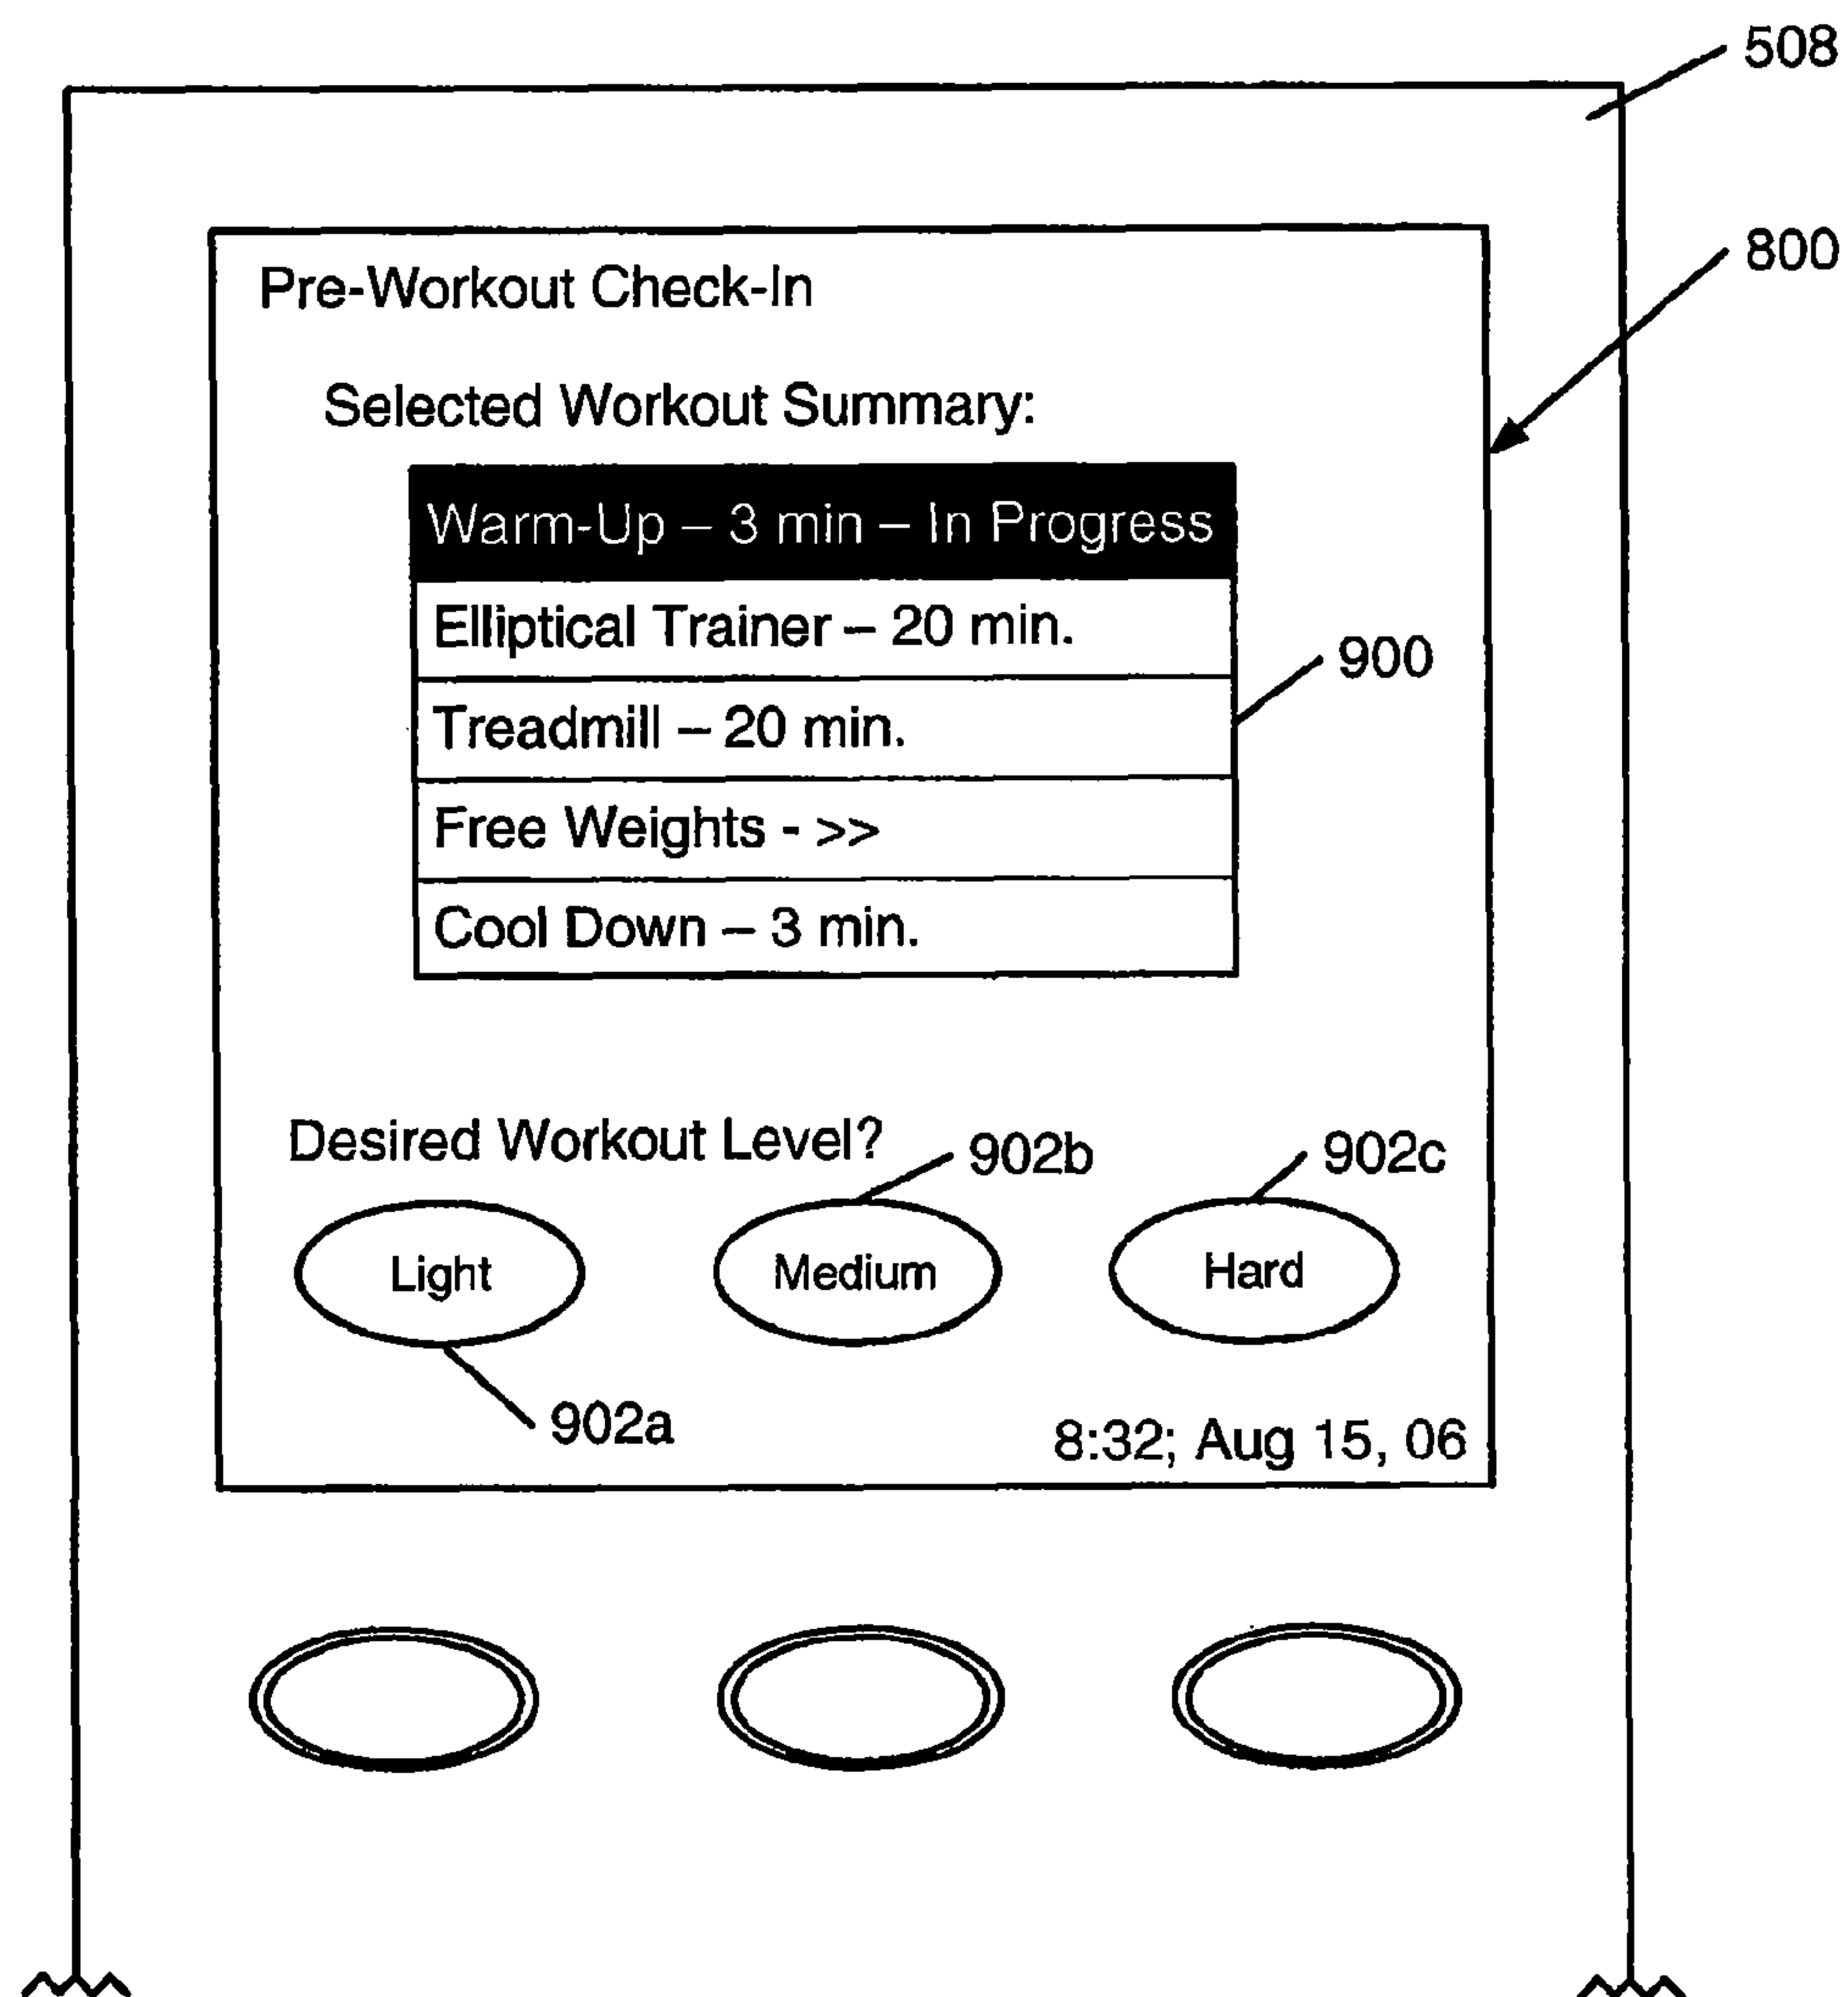 508
800
Pre-Workout Check-In
Selected Workout Summary:
Warm-Up – 3 min – In Progress
Elliptical Trainer – 20 min.
900
Treadmill – 20 min.
Free Weights - >>
Cool Down – 3 min.
Desired Workout Level?
902b
902c
Light
Medium
Hard
902a
8:32; Aug 15, 06